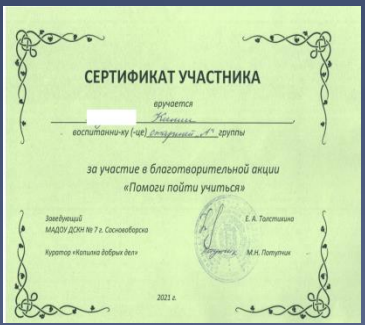 СЕРТИФИКАТ УЧАСТНИКА
вручается
воспитанни-ку (-це) старшей "А" группы
за участие в благотворительной акции
«Помоги пойти учиться»
Заведующий
МАДОУ ДСКН № 7 г. Сосновоборска
Е. А. Толстихина
Куратор «Копилка добрых дел»
М.Н. Потупчик
2021 г.